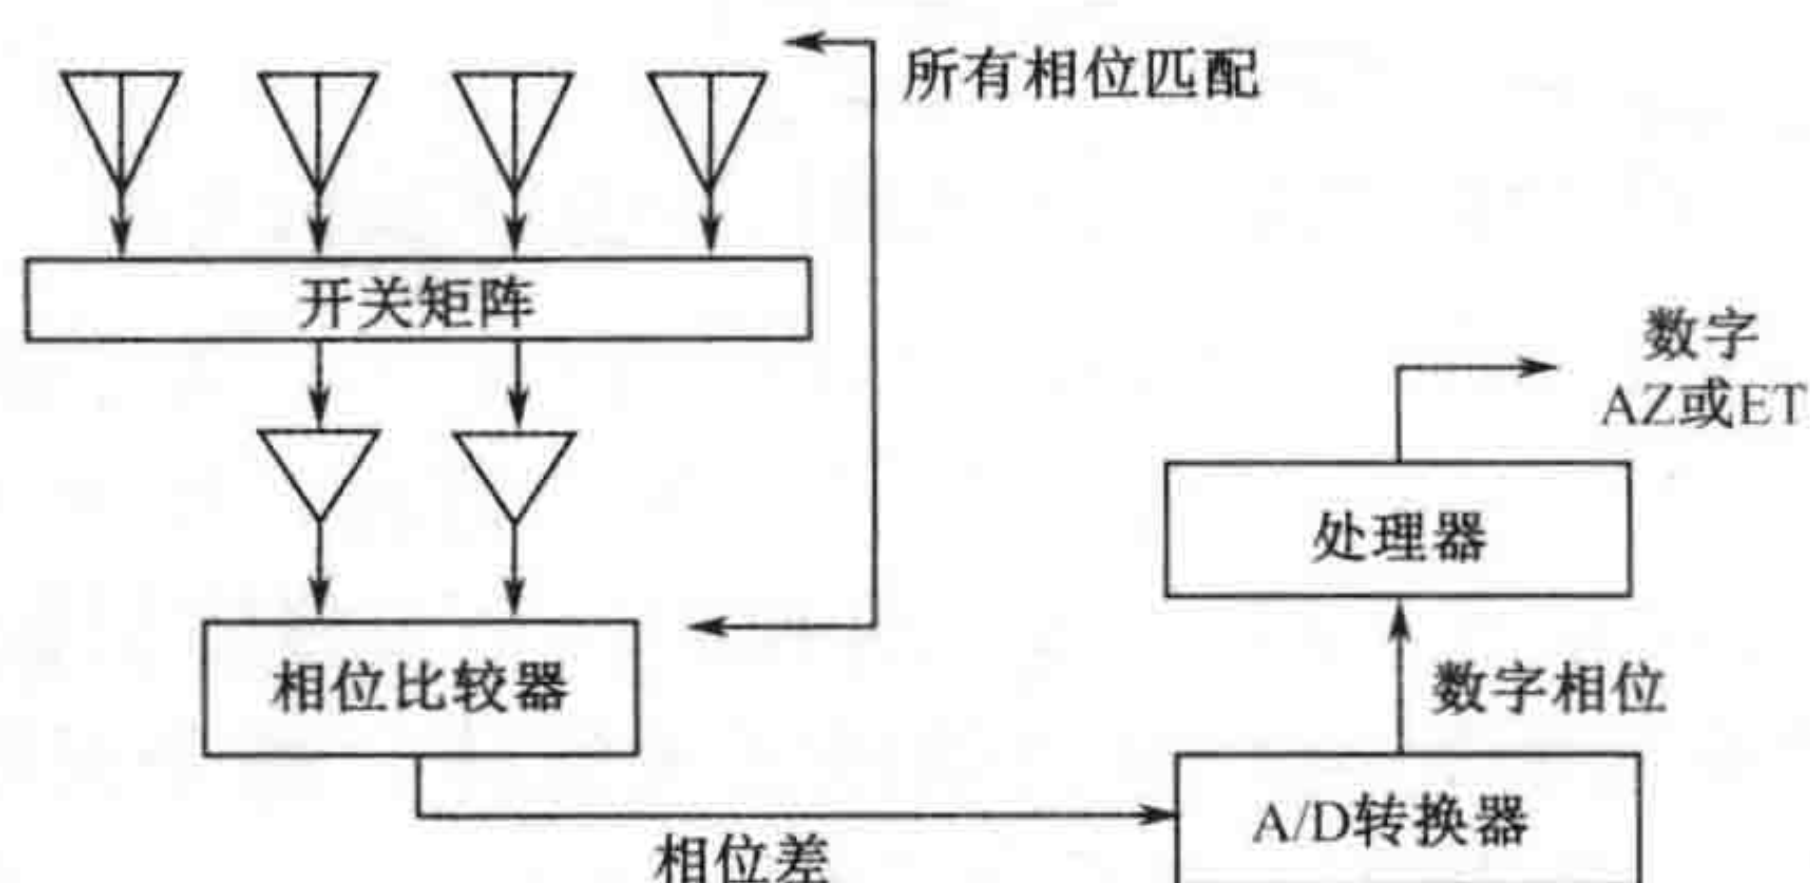 所有相位匹配
开关矩阵
数字
AZ或ET
处理器
相位比较器
数字相位
A/D转换器
相位差